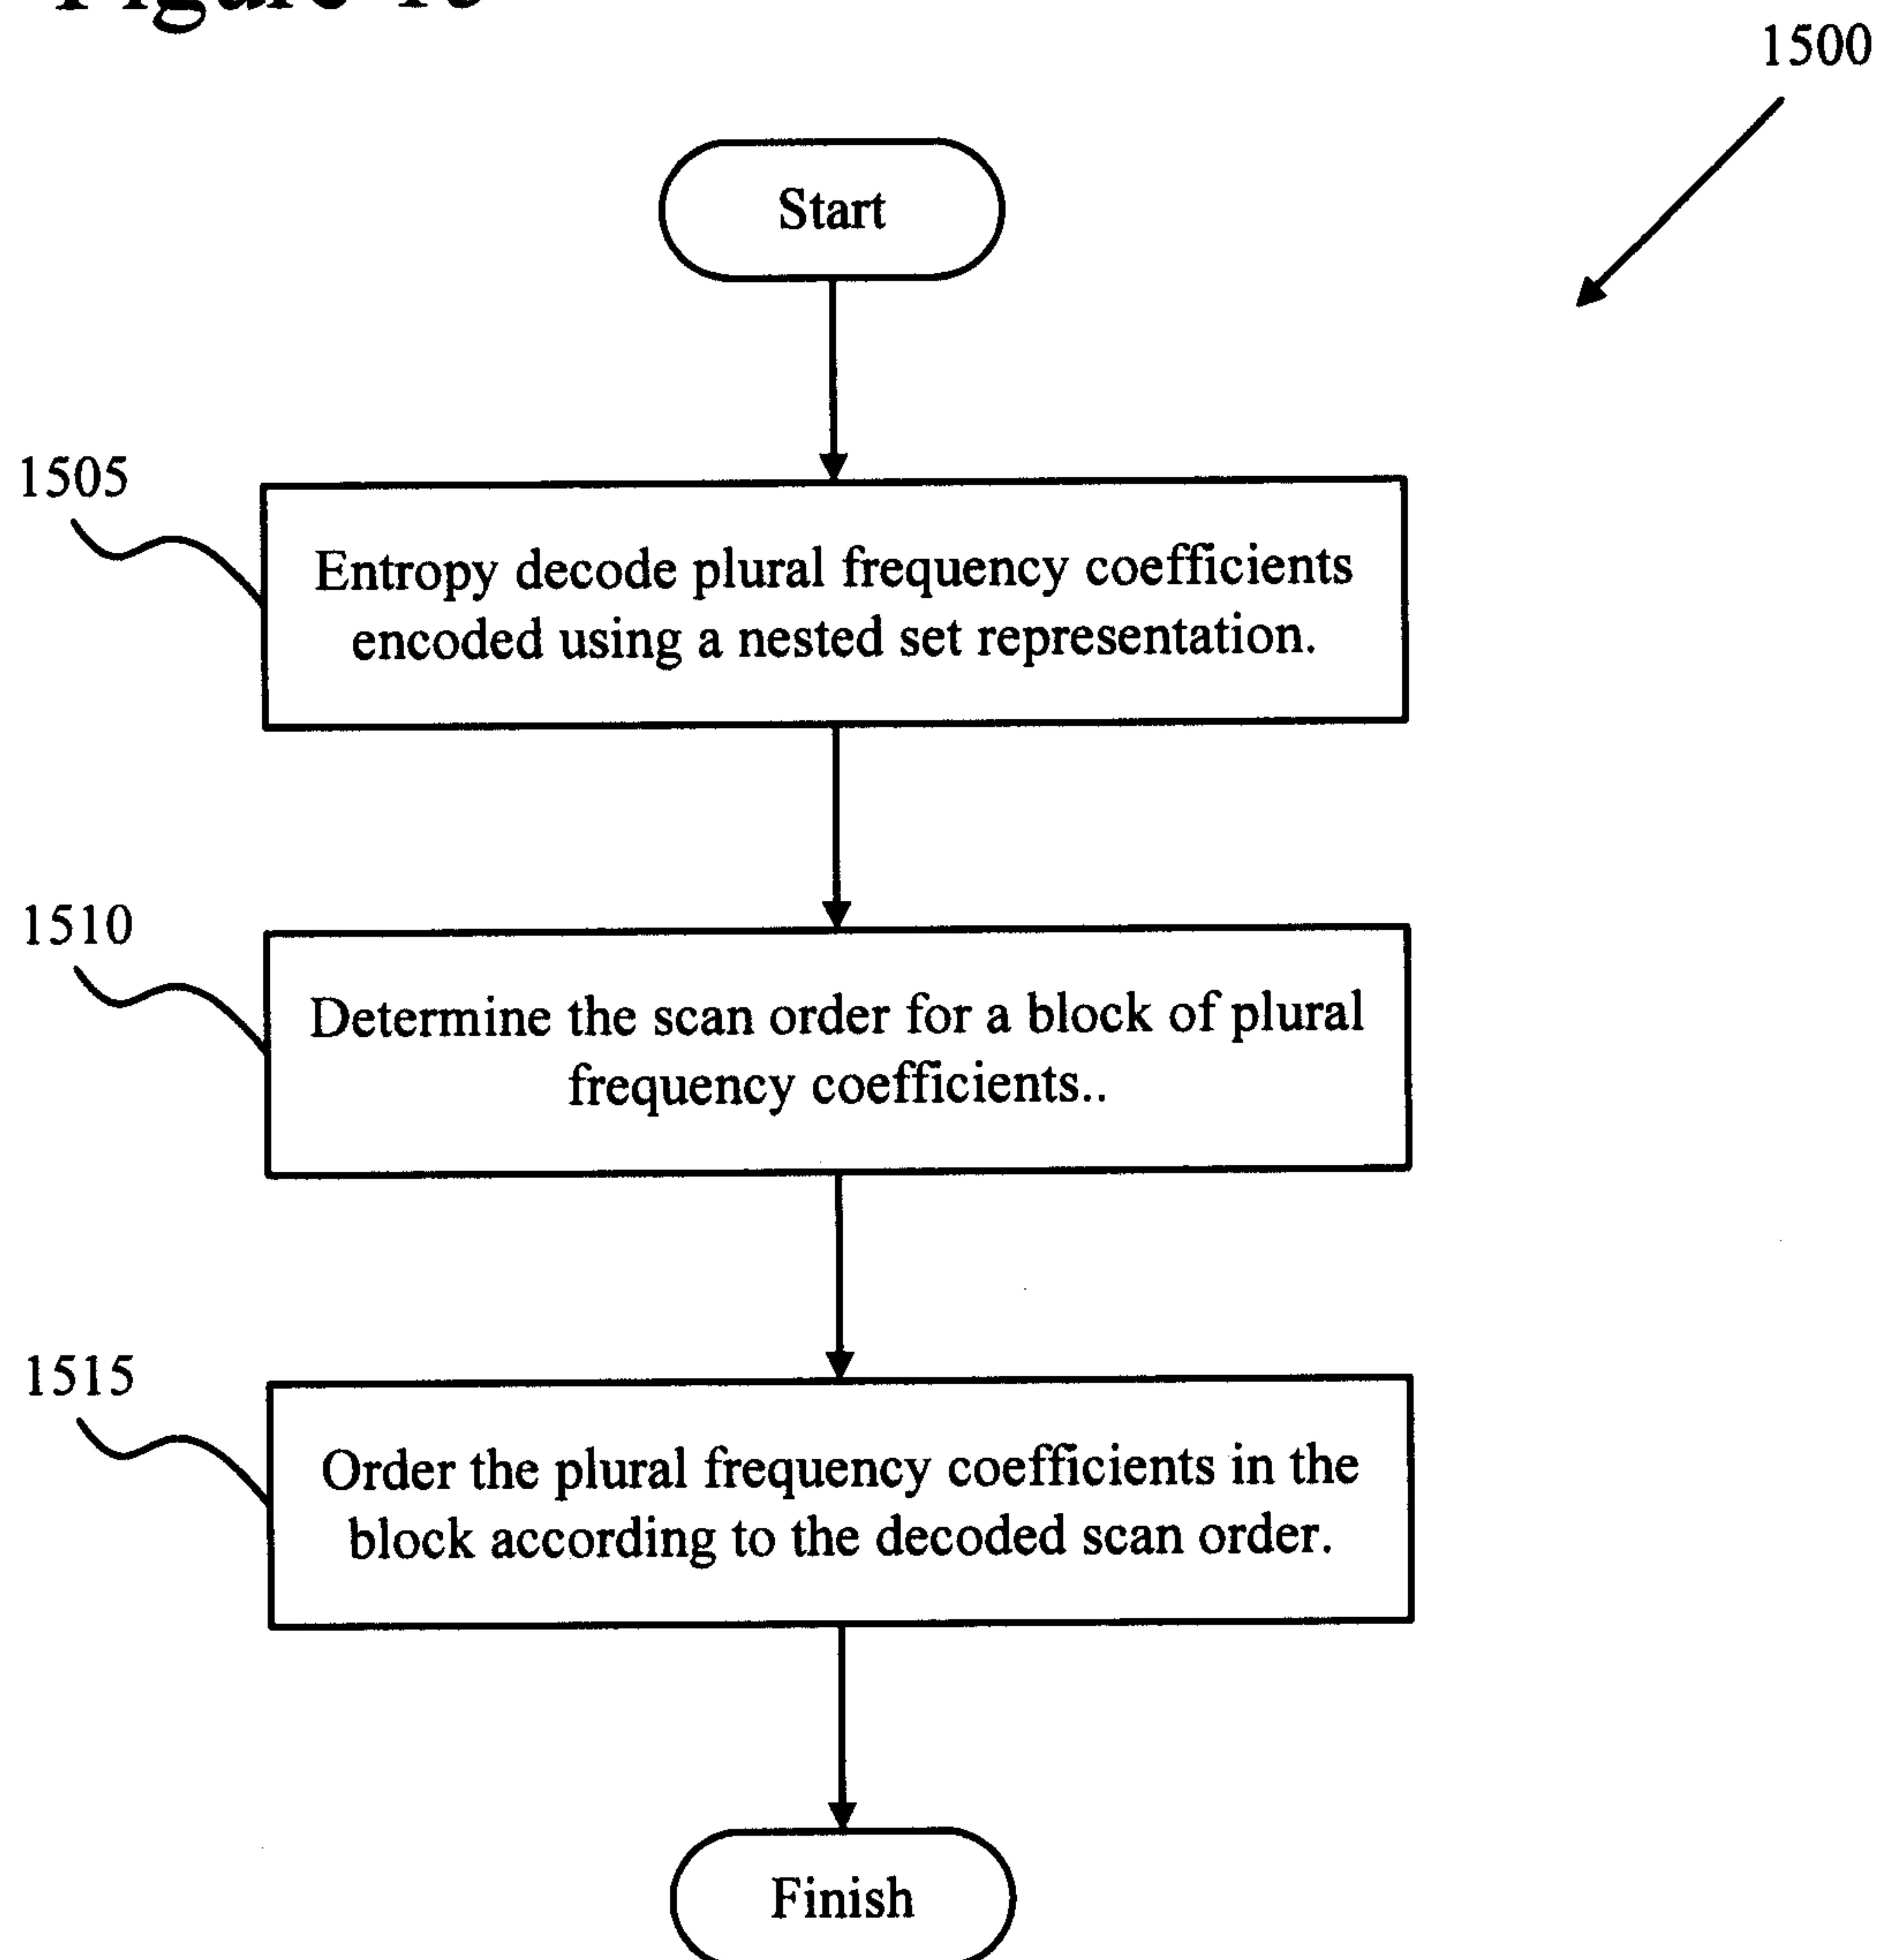 1500
Start
1505
Entropy decode plural frequency coefficients
encoded using a nested set representation.
1510
Determine the scan order for a block of plural
frequency coefficients..
1515
Order the plural frequency coefficients in the
block according to the decoded scan order.
Finish